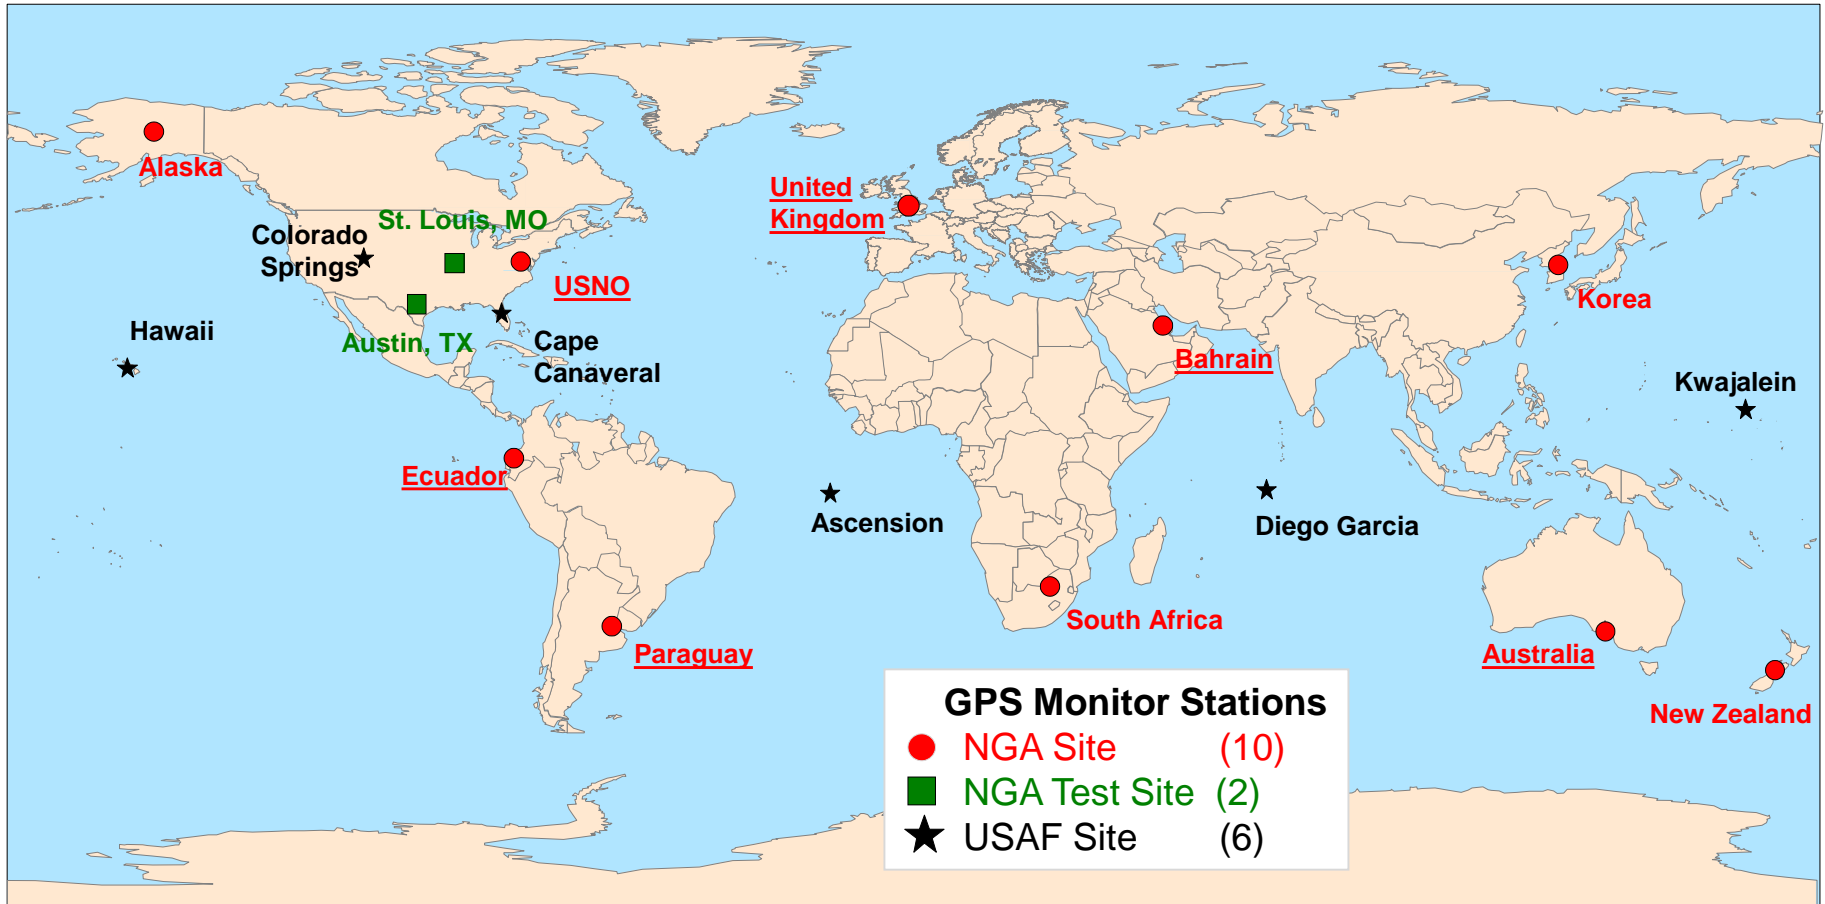 Alaska
United
Kingdom
St. Louis, MO
Colorado
Springs
USNO
Korea
Hawaii
Austin, TX
Cape
Canaveral
Bahrain
Kwajalein
Ecuador
Ascension
Diego Garcia
South Africa
Paraguay
Australia
New Zealand
GPS Monitor Stations
NGA Site (10)
NGA Test Site (2)
USAF Site (6)